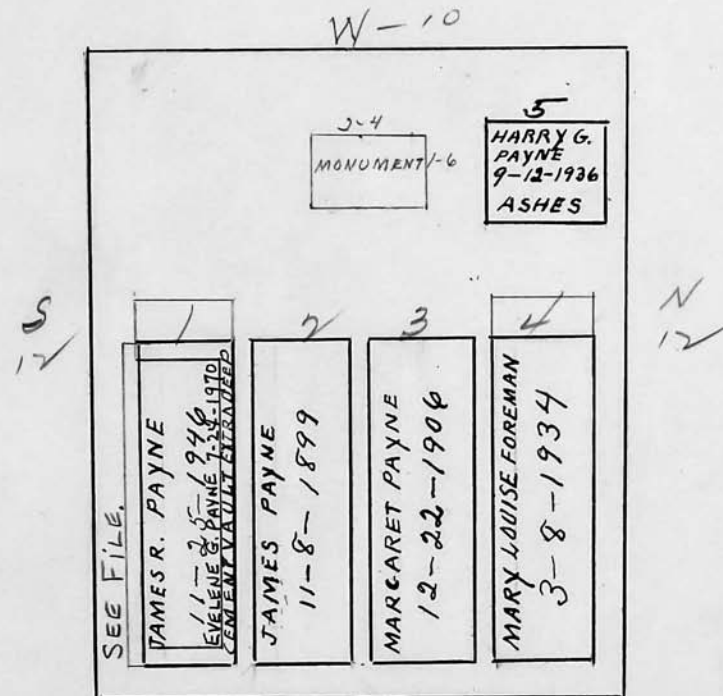 W-10
2-4
MONUMENT 1-6
5
HARRY G.
PAYNE
9-12-1936
ASHES
S
12
N
12
1
2
3
4
SEE FILE.
JAMES R. PAYNE
11-25-1946
EVELENE G. PAYNE 7-24-1970
CEMENT VAULT EXTRA DEEP
JAMES PAYNE
11-8-1899
MARGARET PAYNE
12-22-1906
MARY LOUISE FOREMAN
3-8-1934